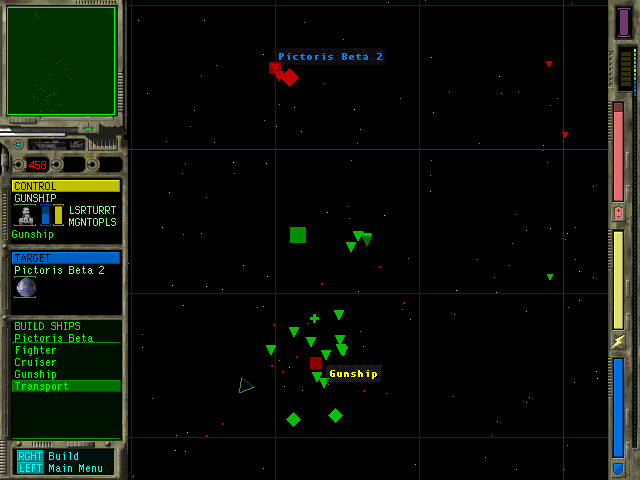 Pictoris Beta 2
458
CONTROL
GUNSHIP
LSRTURRT
MGNTOPLS
Gunship
TARGET
Pictoris Beta 2
BUILD SHIPS
Pictoris Beta
Fighter
Cruiser
Gunship
Transport
Gunship
RGHT Build
LEFT Main Menu